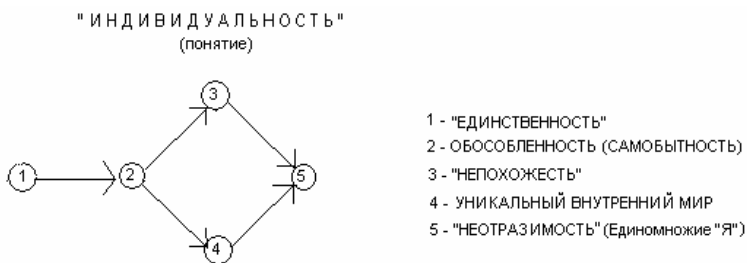 "ИНДИВИДУАЛЬНОСТЬ"
(понятие)
3
1
2
5
4
1 - "ЕДИНСТВЕННОСТЬ"
2 - ОБОСОБЛЕННОСТЬ (САМОБЫТНОСТЬ)
3 - "НЕПОХОЖЕСТЬ"
4 - УНИКАЛЬНЫЙ ВНУТРЕННИЙ МИР
5 - "НЕОТРАЗИМОСТЬ" (Единомножие "Я")